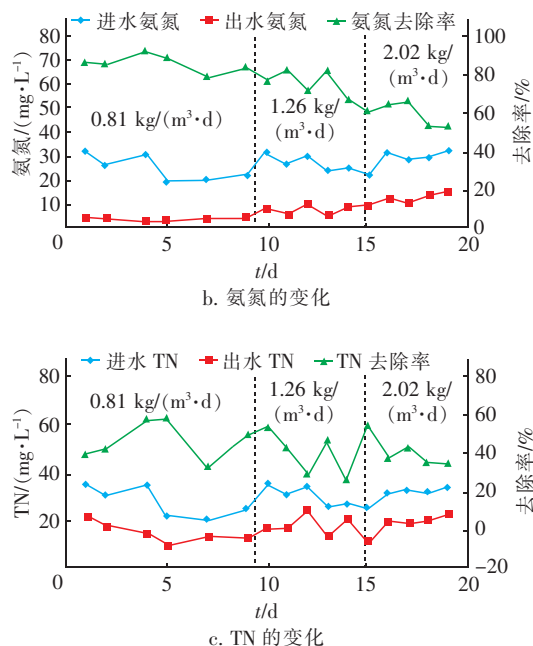 进水氨氮 出水氨氮 氨氮去除率
80 100
70
60 80
50 60
40
30 40
20 20
10
0
氨氮/(mg·L⁻¹)
去除率/%
0.81 kg/(m³·d)
1.26 kg/
(m³·d)
2.02 kg/
(m³·d)
0 5 10 15 20
t/d
b. 氨氮的变化
进水 TN 出水 TN TN 去除率
80 80
60 60
40 40
20 20
0
-20
TN/(mg·L⁻¹)
去除率/%
0.81 kg/(m³·d)
1.26 kg/
(m³·d)
2.02 kg/
(m³·d)
0 5 10 15 20
t/d
c. TN 的变化